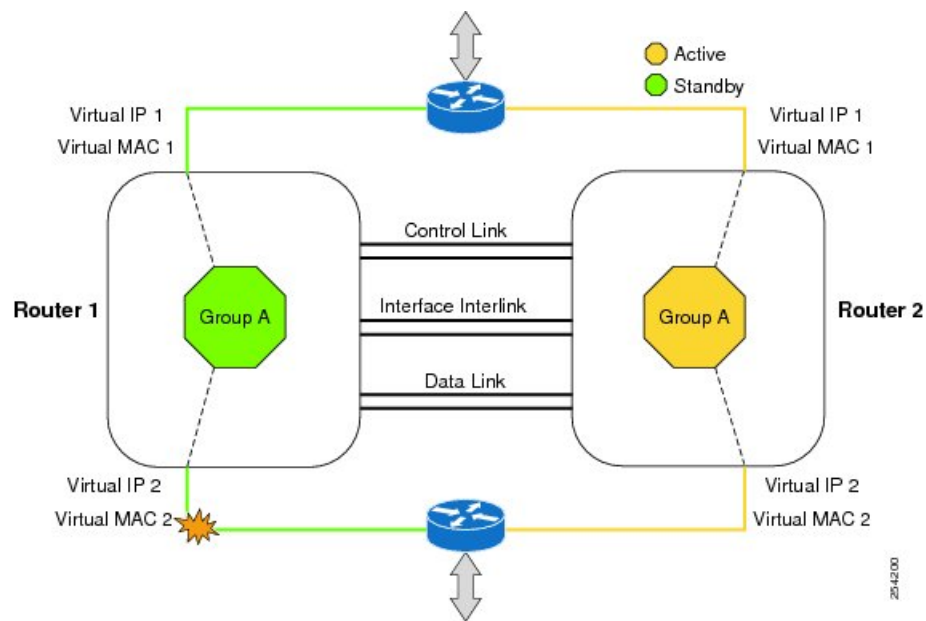 Active
Standby
Virtual IP 1
Virtual MAC 1
Virtual IP 1
Virtual MAC 1
Control Link
Router 1
Group A
Interface Interlink
Group A
Router 2
Data Link
Virtual IP 2
Virtual MAC 2
Virtual IP 2
Virtual MAC 2
254200